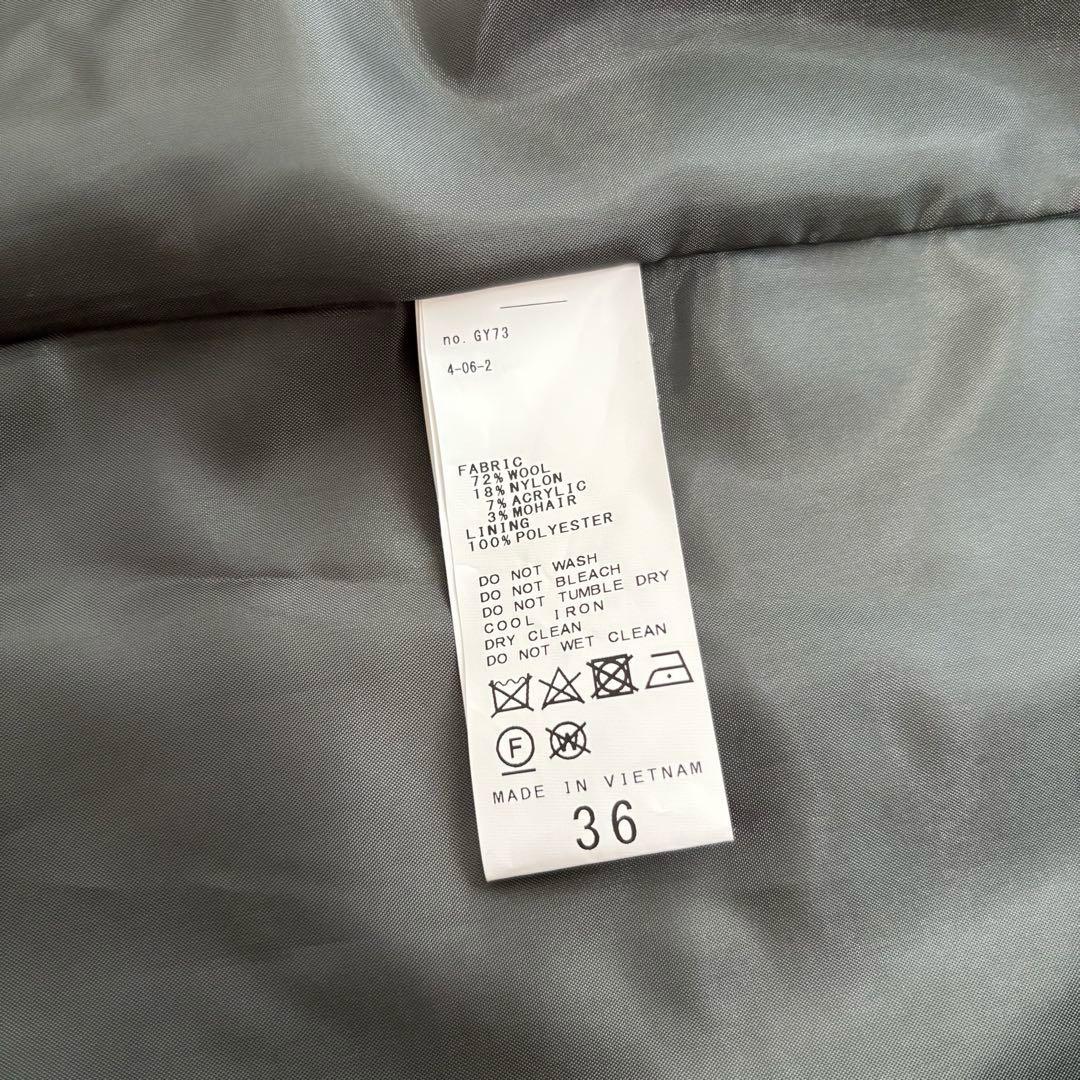 no. GY73
4-06-2
FABRIC
72%WOOL
18%NYLON
7%ACRYLIC
3%MOHAIR
LINING
100%POLYESTER
DO NOT WASH
DO NOT BLEACH
DO NOT TUMBLE DRY
COOL IRON
DRY CLEAN
DO NOT WET CLEAN
F W
MADE IN VIETNAM
36